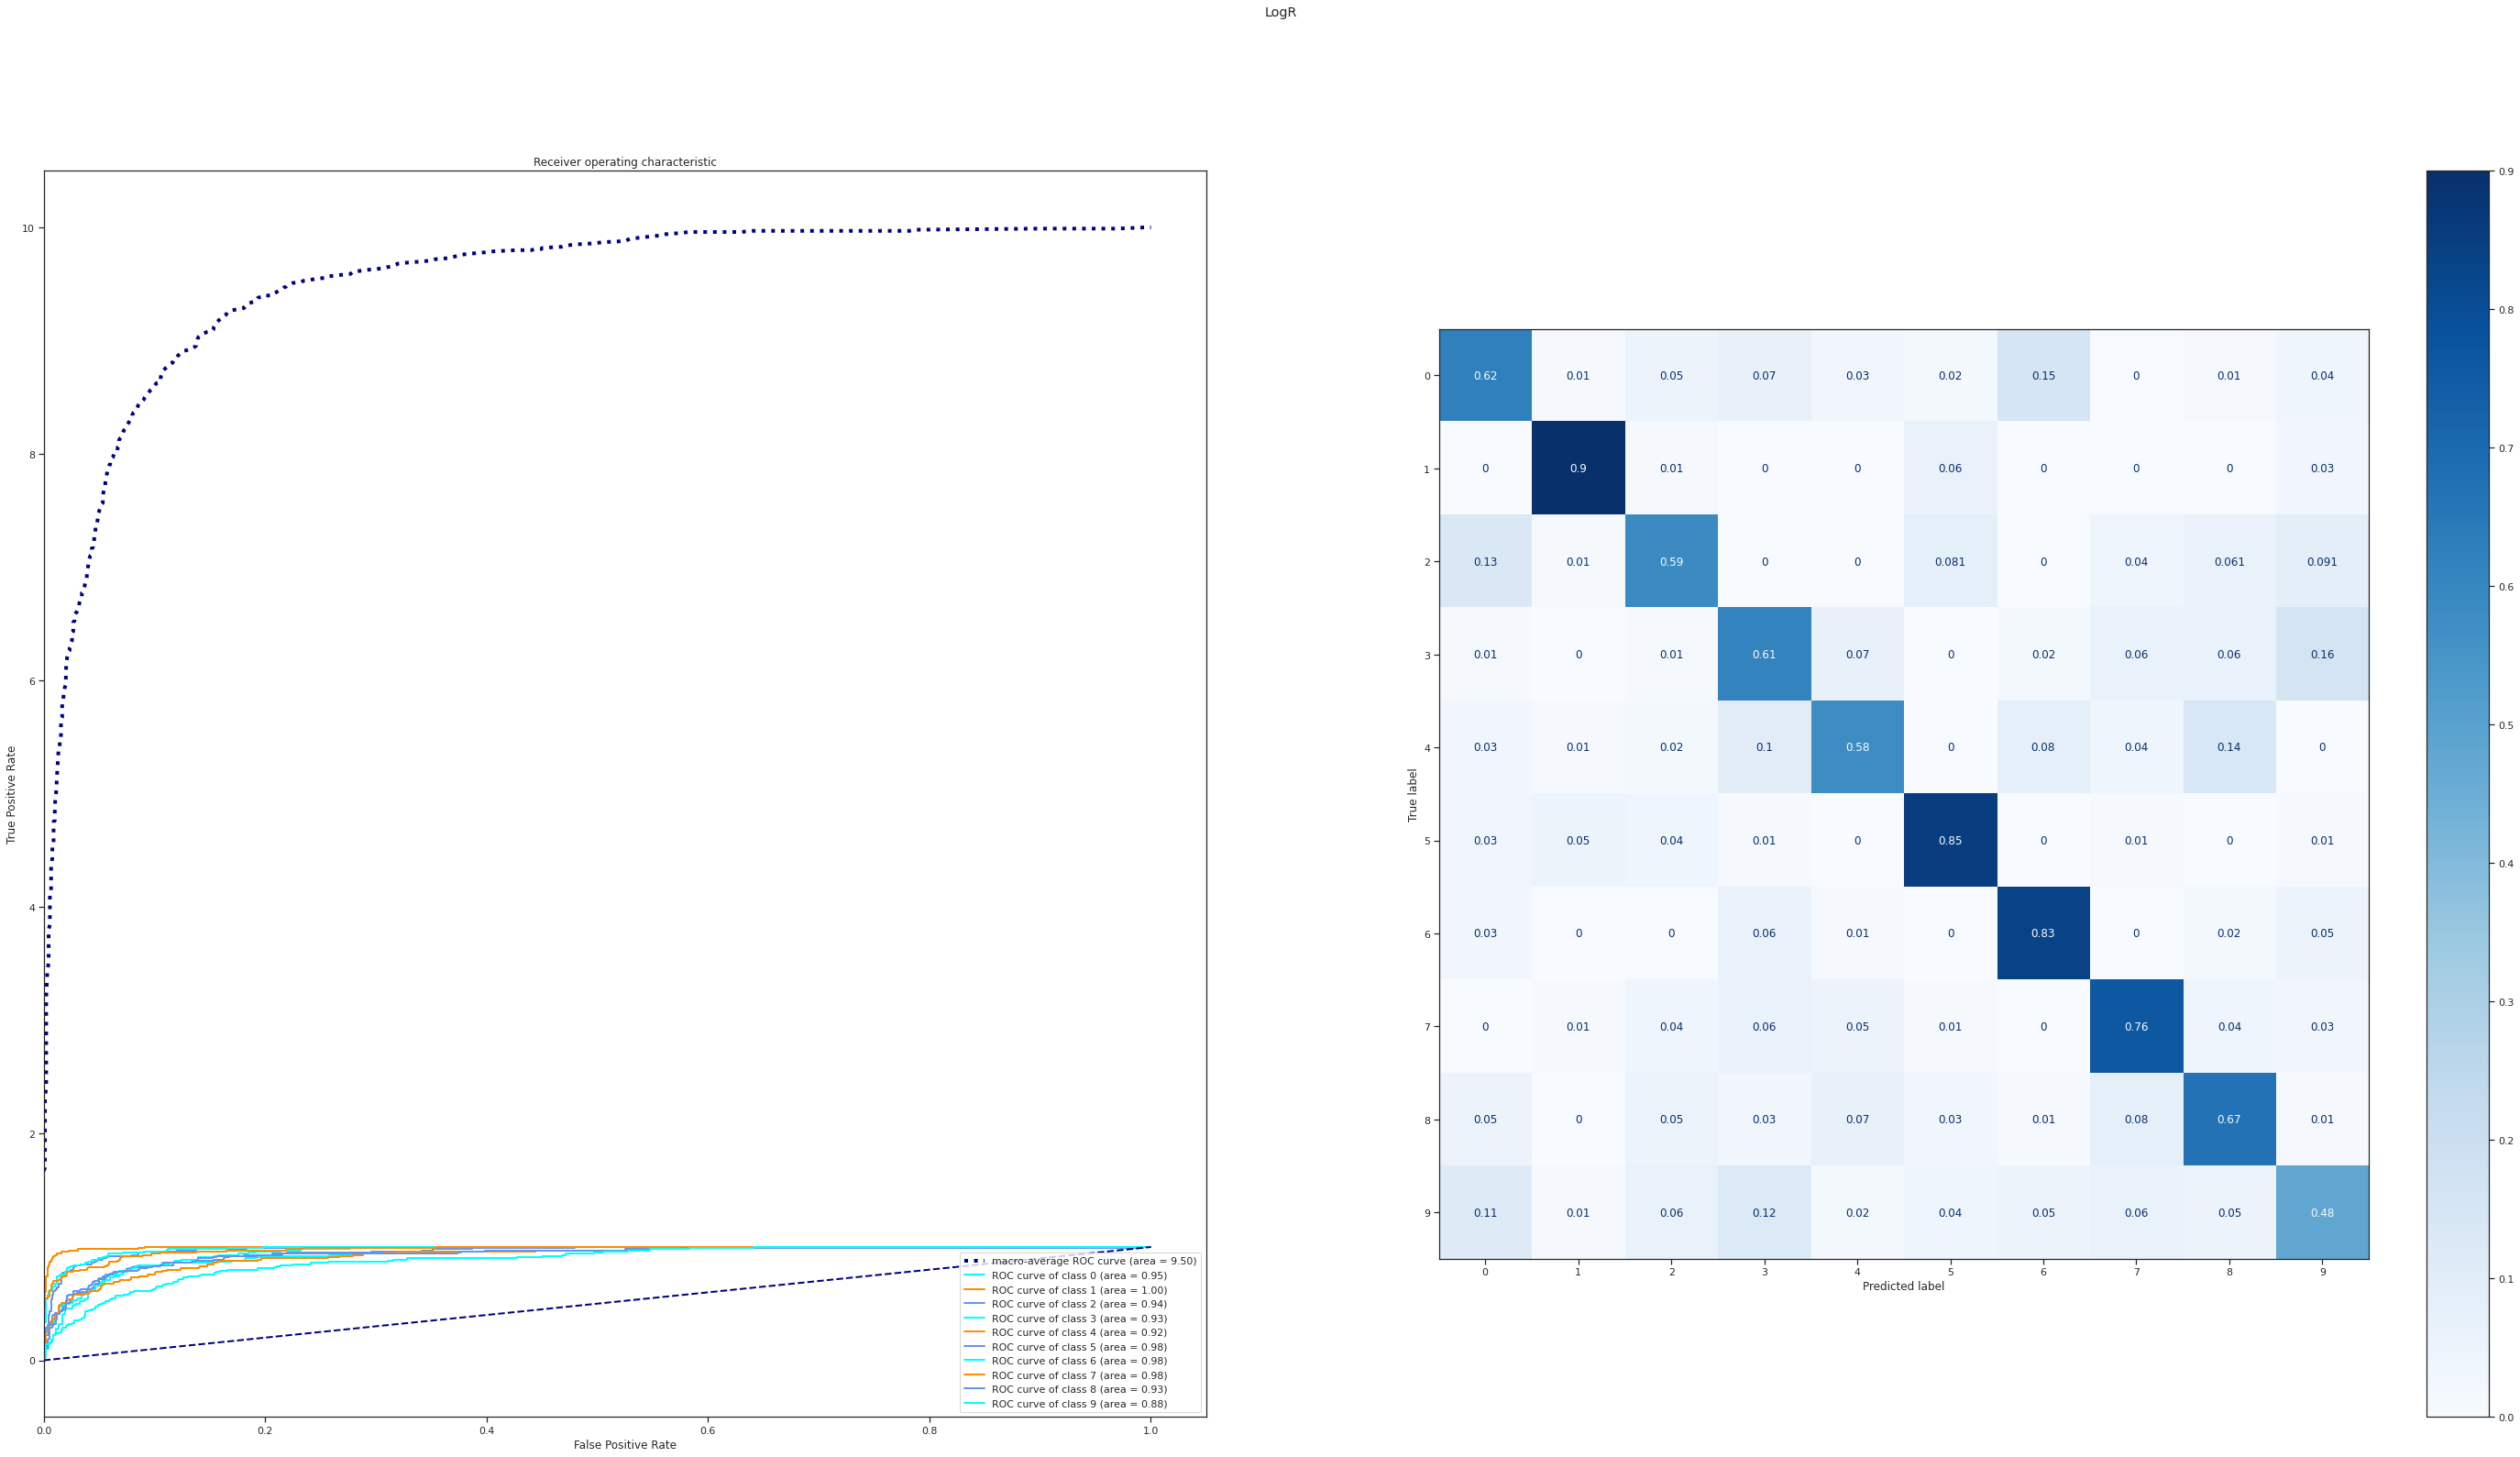 LogR
Receiver operating characteristic
10
8
6
4
2
0
True Positive Rate
0.0 0.2 0.4 0.6 0.8 1.0
False Positive Rate
macro-average ROC curve (area = 9.50)
ROC curve of class 0 (area = 0.95)
ROC curve of class 1 (area = 1.00)
ROC curve of class 2 (area = 0.94)
ROC curve of class 3 (area = 0.93)
ROC curve of class 4 (area = 0.92)
ROC curve of class 5 (area = 0.98)
ROC curve of class 6 (area = 0.98)
ROC curve of class 7 (area = 0.98)
ROC curve of class 8 (area = 0.93)
ROC curve of class 9 (area = 0.88)
True label
0 0.62 0.01 0.05 0.07 0.03 0.02 0.15 0 0.01 0.04
1 0 0.9 0.01 0 0 0.06 0 0 0 0.03
2 0.13 0.01 0.59 0 0 0.081 0 0.04 0.061 0.091
3 0.01 0 0.01 0.61 0.07 0 0.02 0.06 0.06 0.16
4 0.03 0.01 0.02 0.1 0.58 0 0.08 0.04 0.14 0
5 0.03 0.05 0.04 0.01 0 0.85 0 0.01 0 0.01
6 0.03 0 0 0.06 0.01 0 0.83 0 0.02 0.05
7 0 0.01 0.04 0.06 0.05 0.01 0 0.76 0.04 0.03
8 0.05 0 0.05 0.03 0.07 0.03 0.01 0.08 0.67 0.01
9 0.11 0.01 0.06 0.12 0.02 0.04 0.05 0.06 0.05 0.48
0 1 2 3 4 5 6 7 8 9
Predicted label
0.9
0.8
0.7
0.6
0.5
0.4
0.3
0.2
0.1
0.0